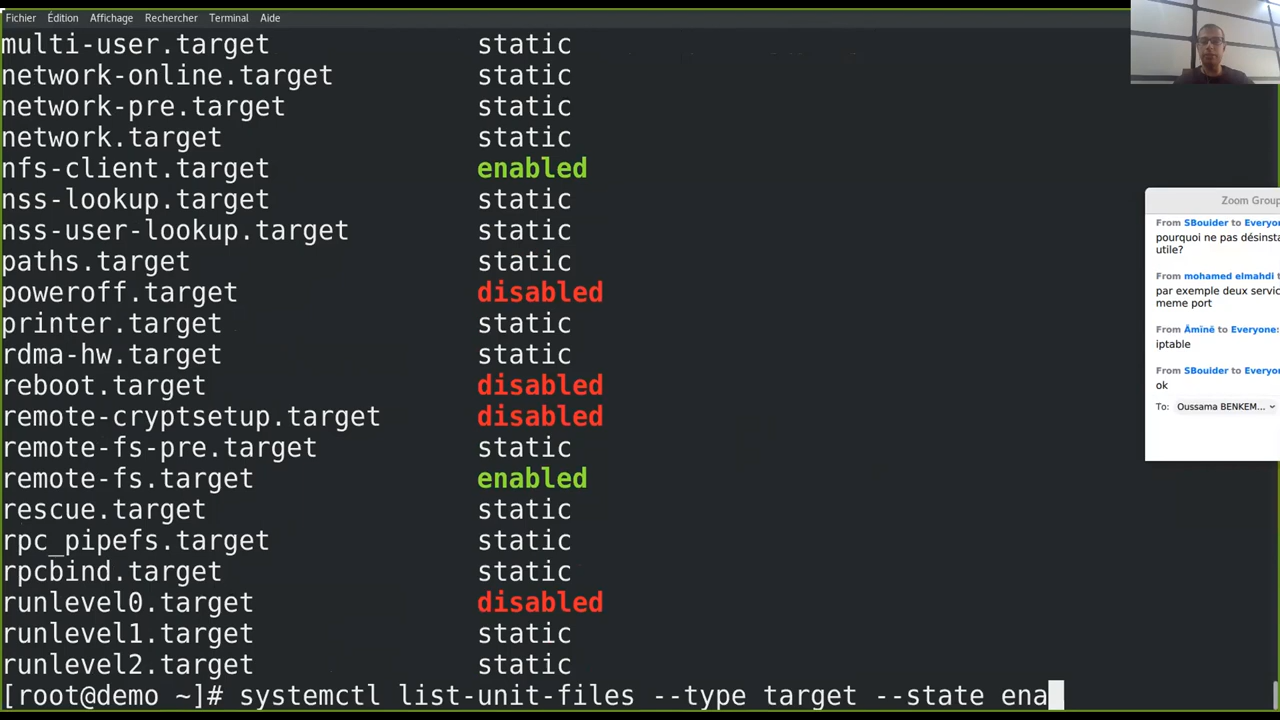 Fichier Édition Affichage Rechercher Terminal Aide
multi-user.target static
network-online.target static
network-pre.target static
network.target static
nfs-client.target enabled
nss-lookup.target static
nss-user-lookup.target static
paths.target static
poweroff.target disabled
printer.target static
rdma-hw.target static
reboot.target disabled
remote-cryptsetup.target disabled
remote-fs-pre.target static
remote-fs.target enabled
rescue.target static
rpc_pipefs.target static
rpcbind.target static
runlevel0.target disabled
runlevel1.target static
runlevel2.target static
[root@demo ~]# systemctl list-unit-files --type target --state ena
Zoom Group
From SBouider to Everyon
pourquoi ne pas désinsta
utile?
From mohamed elmahdi t
par exemple deux servic
meme port
From Âmïnê to Everyone:
iptable
From SBouider to Everyon
ok
To: Oussama BENKEM...